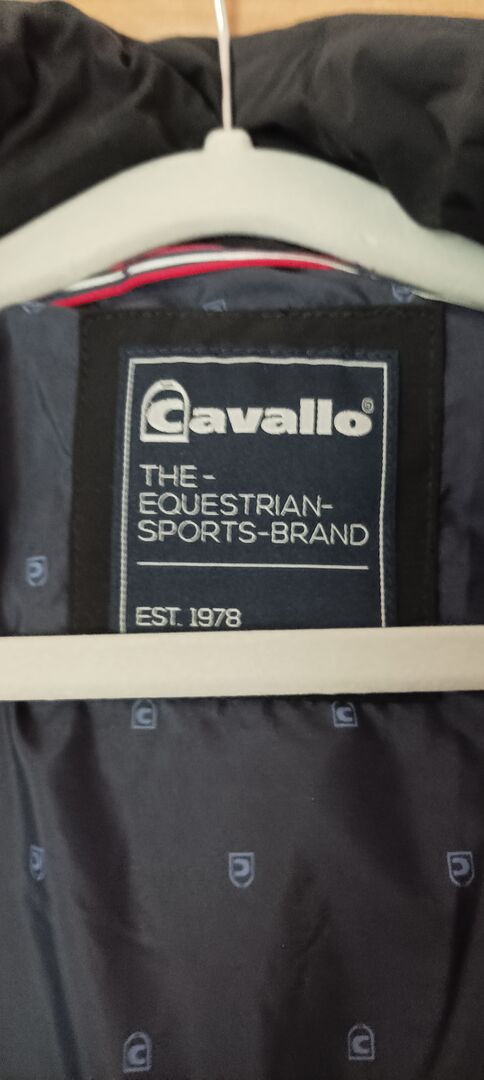 Cavallo®
THE-
EQUESTRIAN-
SPORTS-BRAND
EST. 1978
C
C
C
C
C
C
C
C